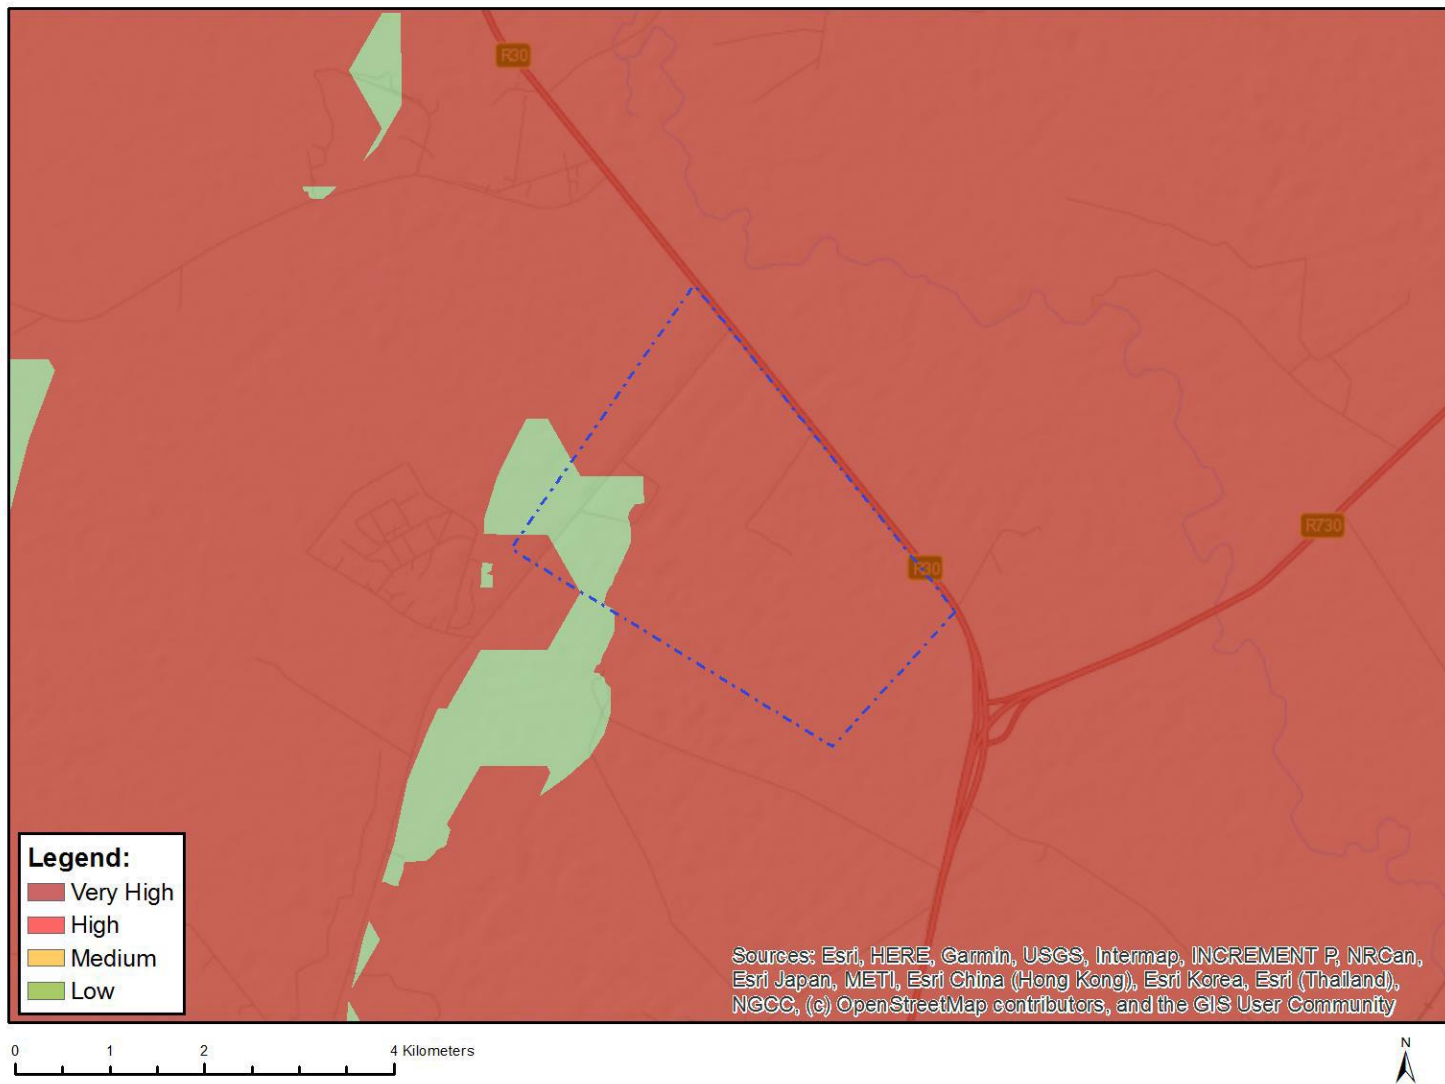 R30
R730
R30
Legend:
Very High
High
Medium
Low
Sources: Esri, HERE, Garmin, USGS, Intermap, INCREMENT P, NRCan,
Esri Japan, METI, Esri China (Hong Kong), Esri Korea, Esri (Thailand),
NGCC, (c) OpenStreetMap contributors, and the GIS User Community
0 1 2 4 Kilometers
N